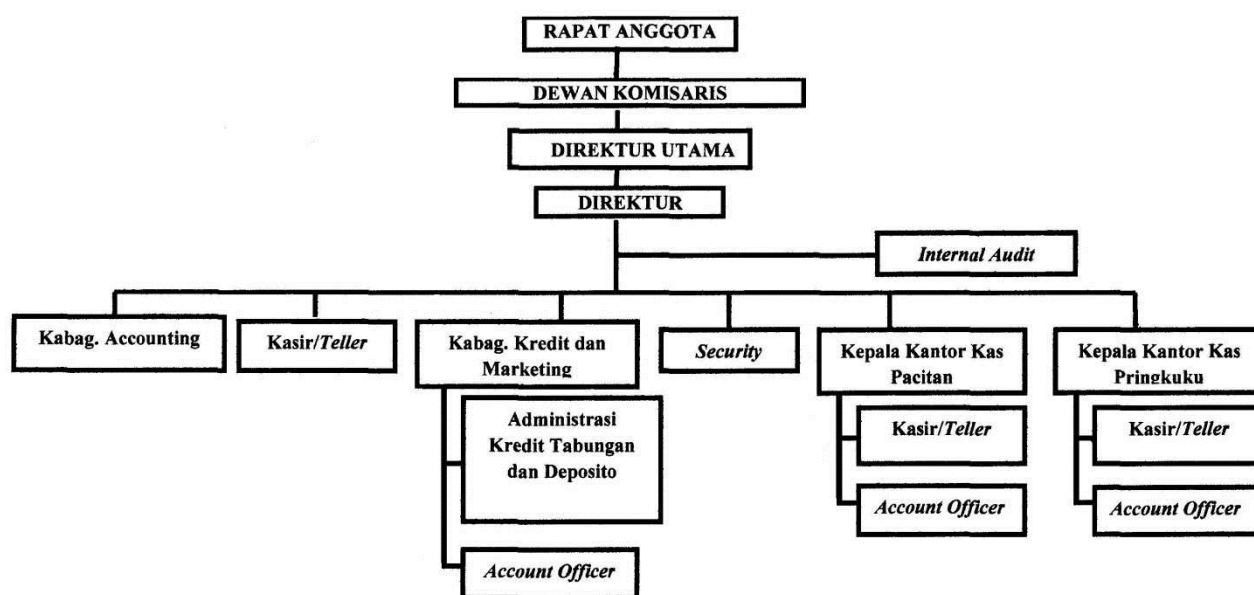 RAPAT ANGGOTA
DEWAN KOMISARIS
DIREKTUR UTAMA
DIREKTUR
Internal Audit
Kabag. Accounting
Kasir/Teller
Kabag. Kredit dan
Marketing
Security
Kepala Kantor Kas
Pacitan
Kepala Kantor Kas
Pringkuku
Administrasi
Kredit Tabungan
dan Deposito
Account Officer
Kasir/Teller
Account Officer
Kasir/Teller
Account Officer